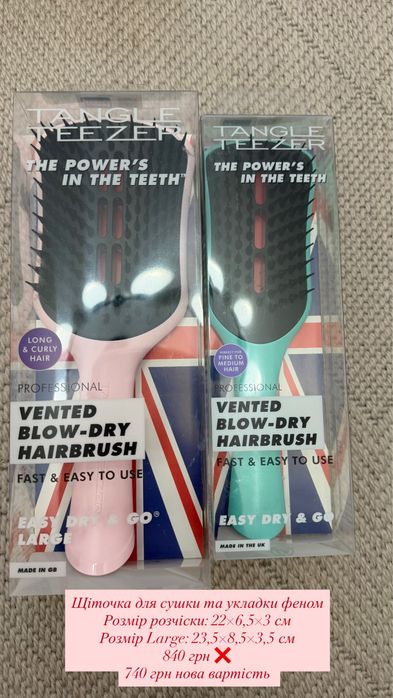 TANGLE
TEEZER
THE POWER'S
IN THE TEETH™
LONG
& CURLY
HAIR
PROFESSIONAL
VENTED
BLOW-DRY
HAIRBRUSH
FAST & EASY TO USE
EASY DRY & GO®
LARGE
MADE IN GB
TANGLE
TEEZER
THE POWER'S
IN THE TEETH
PERFECT FOR
FINE TO
MEDIUM
HAIR
PROFESSIONAL
VENTED
BLOW-DRY
HAIRBRUSH
FAST & EASY TO USE
EASY DRY & GO
MADE IN THE UK
Щіточка для сушки та укладки феном
Розмір розчіски: 22×6,5×3 см
Розмір Large: 23,5×8,5×3,5 см
840 грн ❌
740 грн нова вартість